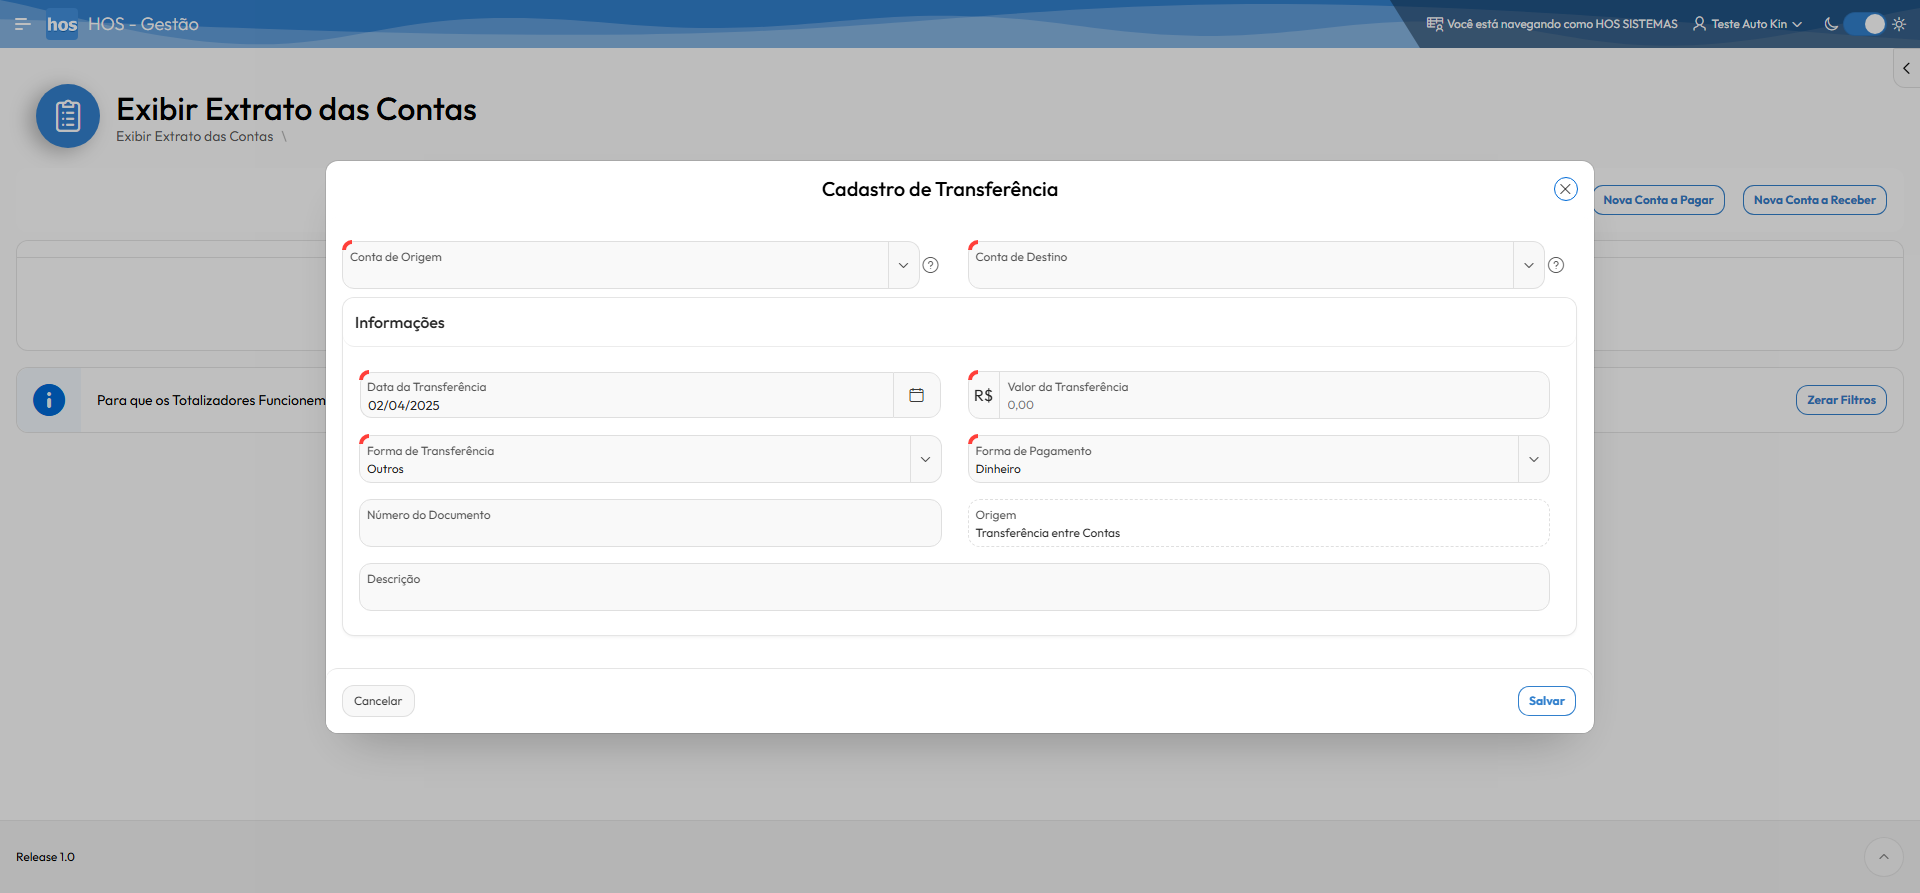 hos HOS - Gestão
Você está navegando como HOS SISTEMAS
Teste Auto Kin
Exibir Extrato das Contas
Exibir Extrato das Contas \
Cadastro de Transferência
Nova Conta a Pagar
Nova Conta a Receber
Conta de Origem
?
Conta de Destino
?
Informações
Data da Transferência
02/04/2025
R$
Valor da Transferência
0,00
Para que os Totalizadores Funcionem
Zerar Filtros
Forma de Transferência
Outros
Forma de Pagamento
Dinheiro
Número do Documento
Origem
Transferência entre Contas
Descrição
Cancelar
Salvar
Release 1.0